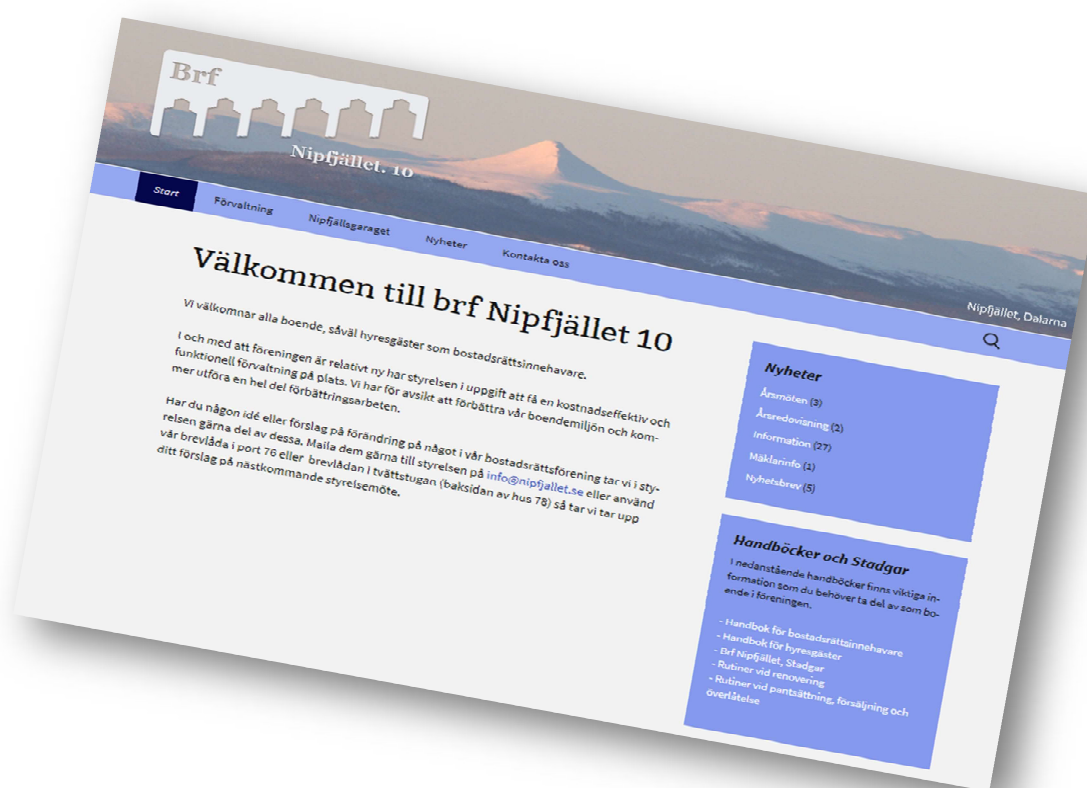 Brf
Nipfjället. 10
Nipfjället, Dalarna
Start
Förvaltning
Nipfjällsgaraget
Nyheter
Kontakta oss
Välkommen till brf Nipfjället 10
Vi välkomnar alla boende, såväl hyresgäster som bostadsrättsinnehavare.
I och med att föreningen är relativt ny har styrelsen i uppgift att få en kostnadseffektiv och
funktionell förvaltning på plats. Vi har för avsikt att förbättra vår boendemiljön och kom-
mer utföra en hel del förbättringsarbeten.
Har du någon idé eller förslag på förändring på något i vår bostadsrättsförening tar vi i sty-
relsen gärna del av dessa. Maila dem gärna till styrelsen på info@nipfjallet.se eller använd
vår brevlåda i port 76 eller brevlådan i tvättstugan (baksidan av hus 78) så tar vi tar upp
ditt förslag på nästkommande styrelsemöte.
Nyheter
Årsmöten (3)
Årsredovisning (2)
Information (27)
Mäklarinfo (1)
Nyhetsbrev (5)
Handböcker och Stadgar
I nedanstående handböcker finns viktiga in-
formation som du behöver ta del av som bo-
ende i föreningen.
- Handbok för bostadsrättsinnehavare
- Handbok för hyresgäster
- Brf Nipfjället, Stadgar
- Rutiner vid renovering
- Rutiner vid pantsättning, försäljning och
överlåtelse